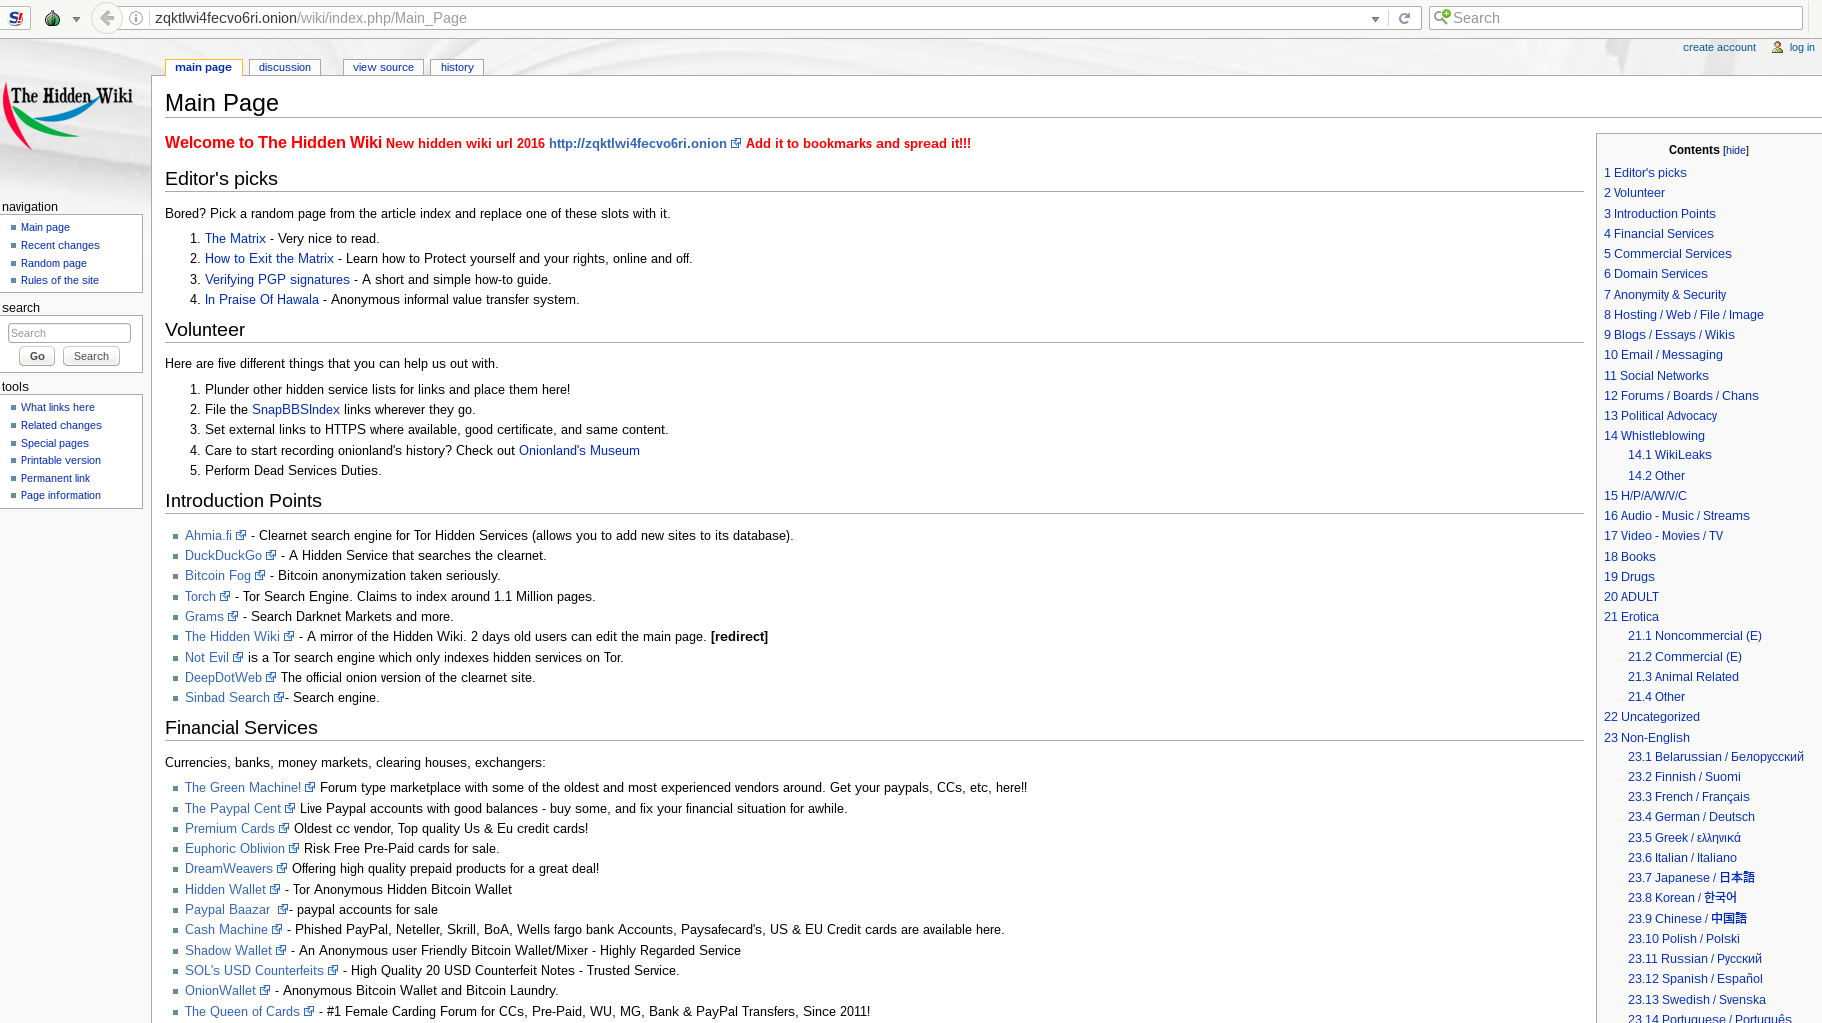 zqktlwi4fecvo6ri.onion/wiki/index.php/Main_Page
Search
create account
log in
main page
discussion
view source
history
The Hidden Wiki
navigation
Main page
Recent changes
Random page
Rules of the site
search
Search
Go
Search
tools
What links here
Related changes
Special pages
Printable version
Permanent link
Page information
Main Page
Welcome to The Hidden Wiki New hidden wiki url 2016 http://zqktlwi4fecvo6ri.onion Add it to bookmarks and spread it!!!
Editor's picks
Bored? Pick a random page from the article index and replace one of these slots with it.
1. The Matrix - Very nice to read.
2. How to Exit the Matrix - Learn how to Protect yourself and your rights, online and off.
3. Verifying PGP signatures - A short and simple how-to guide.
4. In Praise Of Hawala - Anonymous informal value transfer system.
Volunteer
Here are five different things that you can help us out with.
1. Plunder other hidden service lists for links and place them here!
2. File the SnapBBSIndex links wherever they go.
3. Set external links to HTTPS where available, good certificate, and same content.
4. Care to start recording onionland's history? Check out Onionland's Museum
5. Perform Dead Services Duties.
Introduction Points
Ahmia.fi - Clearnet search engine for Tor Hidden Services (allows you to add new sites to its database).
DuckDuckGo - A Hidden Service that searches the clearnet.
Bitcoin Fog - Bitcoin anonymization taken seriously.
Torch - Tor Search Engine. Claims to index around 1.1 Million pages.
Grams - Search Darknet Markets and more.
The Hidden Wiki - A mirror of the Hidden Wiki. 2 days old users can edit the main page. [redirect]
Not Evil is a Tor search engine which only indexes hidden services on Tor.
DeepDotWeb The official onion version of the clearnet site.
Sinbad Search - Search engine.
Financial Services
Currencies, banks, money markets, clearing houses, exchangers:
The Green Machine! Forum type marketplace with some of the oldest and most experienced vendors around. Get your paypals, CCs, etc, here!!
The Paypal Cent Live Paypal accounts with good balances - buy some, and fix your financial situation for awhile.
Premium Cards Oldest cc vendor, Top quality Us & Eu credit cards!
Euphoric Oblivion Risk Free Pre-Paid cards for sale.
DreamWeavers Offering high quality prepaid products for a great deal!
Hidden Wallet - Tor Anonymous Hidden Bitcoin Wallet
Paypal Baazar - paypal accounts for sale
Cash Machine - Phished PayPal, Neteller, Skrill, BoA, Wells fargo bank Accounts, Paysafecard's, US & EU Credit cards are available here.
Shadow Wallet - An Anonymous user Friendly Bitcoin Wallet/Mixer - Highly Regarded Service
SOL's USD Counterfeits - High Quality 20 USD Counterfeit Notes - Trusted Service.
OnionWallet - Anonymous Bitcoin Wallet and Bitcoin Laundry.
The Queen of Cards - #1 Female Carding Forum for CCs, Pre-Paid, WU, MG, Bank & PayPal Transfers, Since 2011!
Contents [hide]
1 Editor's picks
2 Volunteer
3 Introduction Points
4 Financial Services
5 Commercial Services
6 Domain Services
7 Anonymity & Security
8 Hosting / Web / File / Image
9 Blogs / Essays / Wikis
10 Email / Messaging
11 Social Networks
12 Forums / Boards / Chans
13 Political Advocacy
14 Whistleblowing
14.1 WikiLeaks
14.2 Other
15 H/P/A/W/V/C
16 Audio - Music / Streams
17 Video - Movies / TV
18 Books
19 Drugs
20 ADULT
21 Erotica
21.1 Noncommercial (E)
21.2 Commercial (E)
21.3 Animal Related
21.4 Other
22 Uncategorized
23 Non-English
23.1 Belarussian / Белорусский
23.2 Finnish / Suomi
23.3 French / Français
23.4 German / Deutsch
23.5 Greek / ελληνικά
23.6 Italian / Italiano
23.7 Japanese / 日本語
23.8 Korean / 한국어
23.9 Chinese / 中国語
23.10 Polish / Polski
23.11 Russian / Русский
23.12 Spanish / Español
23.13 Swedish / Svenska
23.14 Portuguese / Português